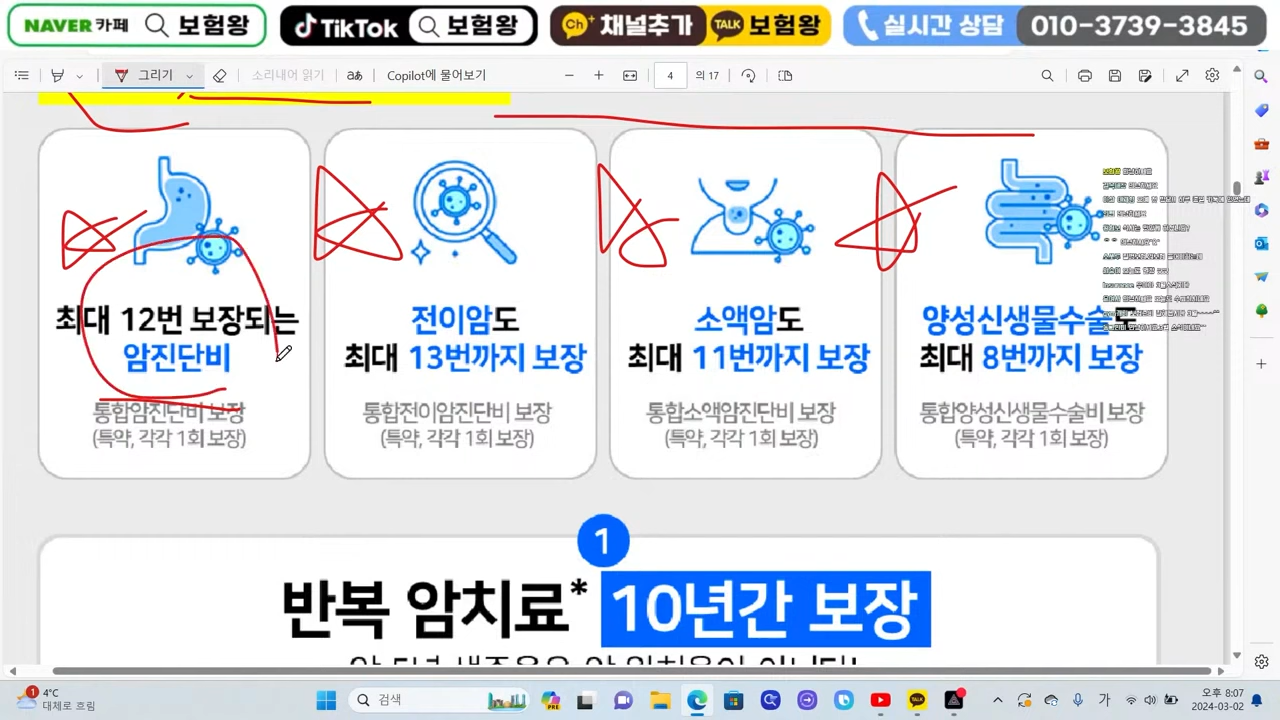 NAVER 카페 보험왕 TikTok 보험왕 Ch+ 채널추가 TALK 보험왕 실시간 상담 010-3739-3845
그리기 소리내어 읽기 aあ Copilot에 물어보기 4 의 17
최대 12번 보장되는
암진단비
통합암진단비 보장
(특약, 각각 1회 보장)
전이암도
최대 13번까지 보장
통합전이암진단비 보장
(특약, 각각 1회 보장)
소액암도
최대 11번까지 보장
통합소액암진단비 보장
(특약, 각각 1회 보장)
양성신생물수술도
최대 8번까지 보장
통합양성신생물수술비 보장
(특약, 각각 1회 보장)
1
반복 암치료* 10년간 보장
1 4°C
대체로 흐림
검색
PRE
가
오후 8:07
2024-03-02